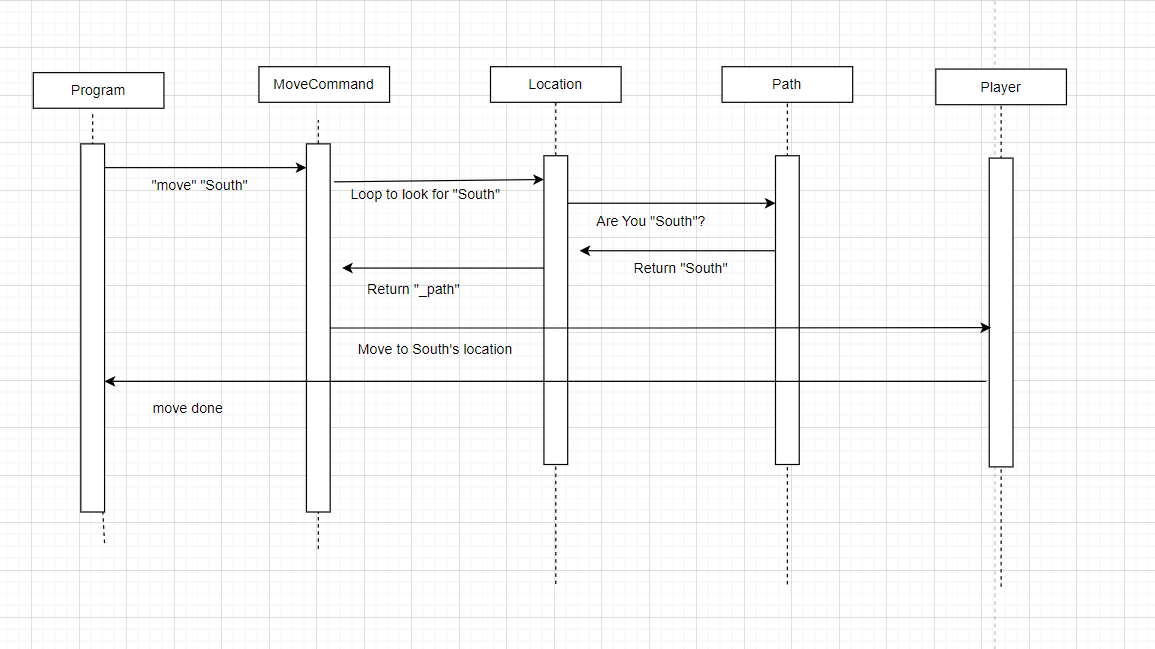 Program
MoveCommand
Location
Path
Player
"move" "South"
Loop to look for "South"
Are You "South"?
Return "South"
Return "_path"
Move to South's location
move done